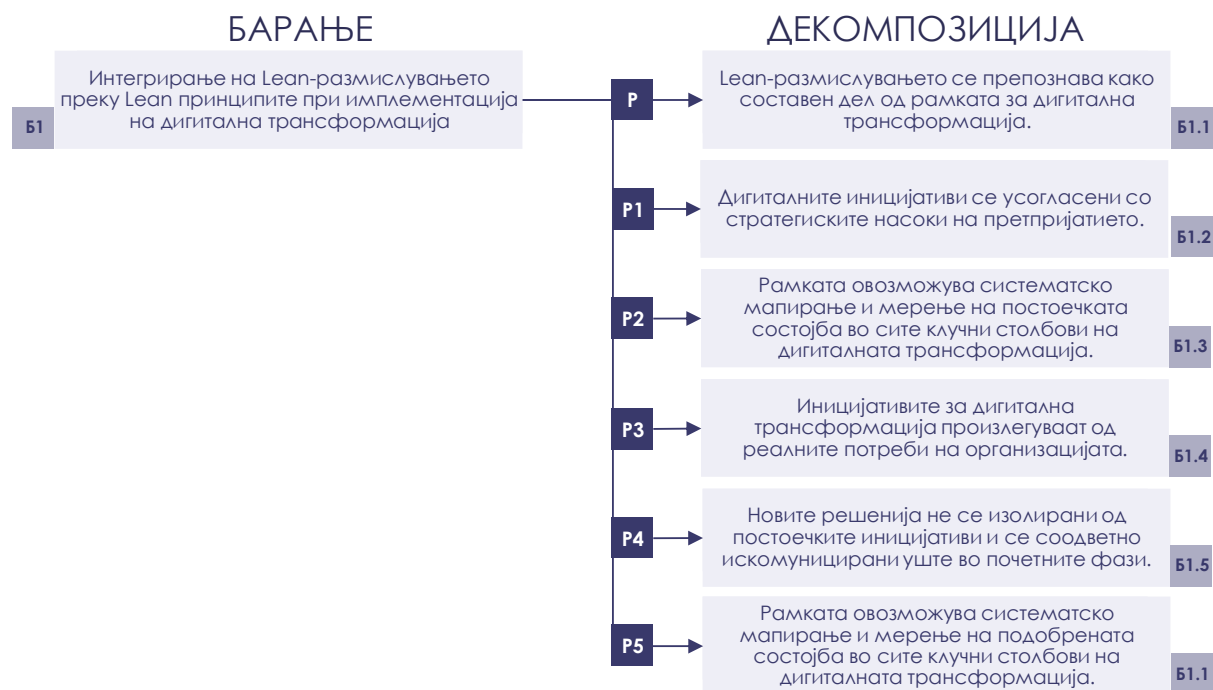 БАРАЊЕ
ДЕКОМПОЗИЦИЈА
Интегрирање на Lean-размислувањето
преку Lean принципите при имплементација
на дигитална трансформација
Б1
Р
Lean-размислувањето се препознава како
составен дел од рамката за дигитална
трансформација.
Б1.1
Р1
Дигиталните иницијативи се усогласени со
стратегиските насоки на претпријатието.
Б1.2
Р2
Рамката овозможува систематско
мапирање и мерење на постоечката
состојба во сите клучни столбови на
дигиталната трансформација.
Б1.3
Р3
Иницијативите за дигитална
трансформација произлегуваат од
реалните потреби на организацијата.
Б1.4
Р4
Новите решенија не се изолирани од
постоечките иницијативи и се соодветно
искомуницирани уште во почетните фази.
Б1.5
Р5
Рамката овозможува систематско
мапирање и мерење на подобрената
состојба во сите клучни столбови на
дигиталната трансформација.
Б1.1